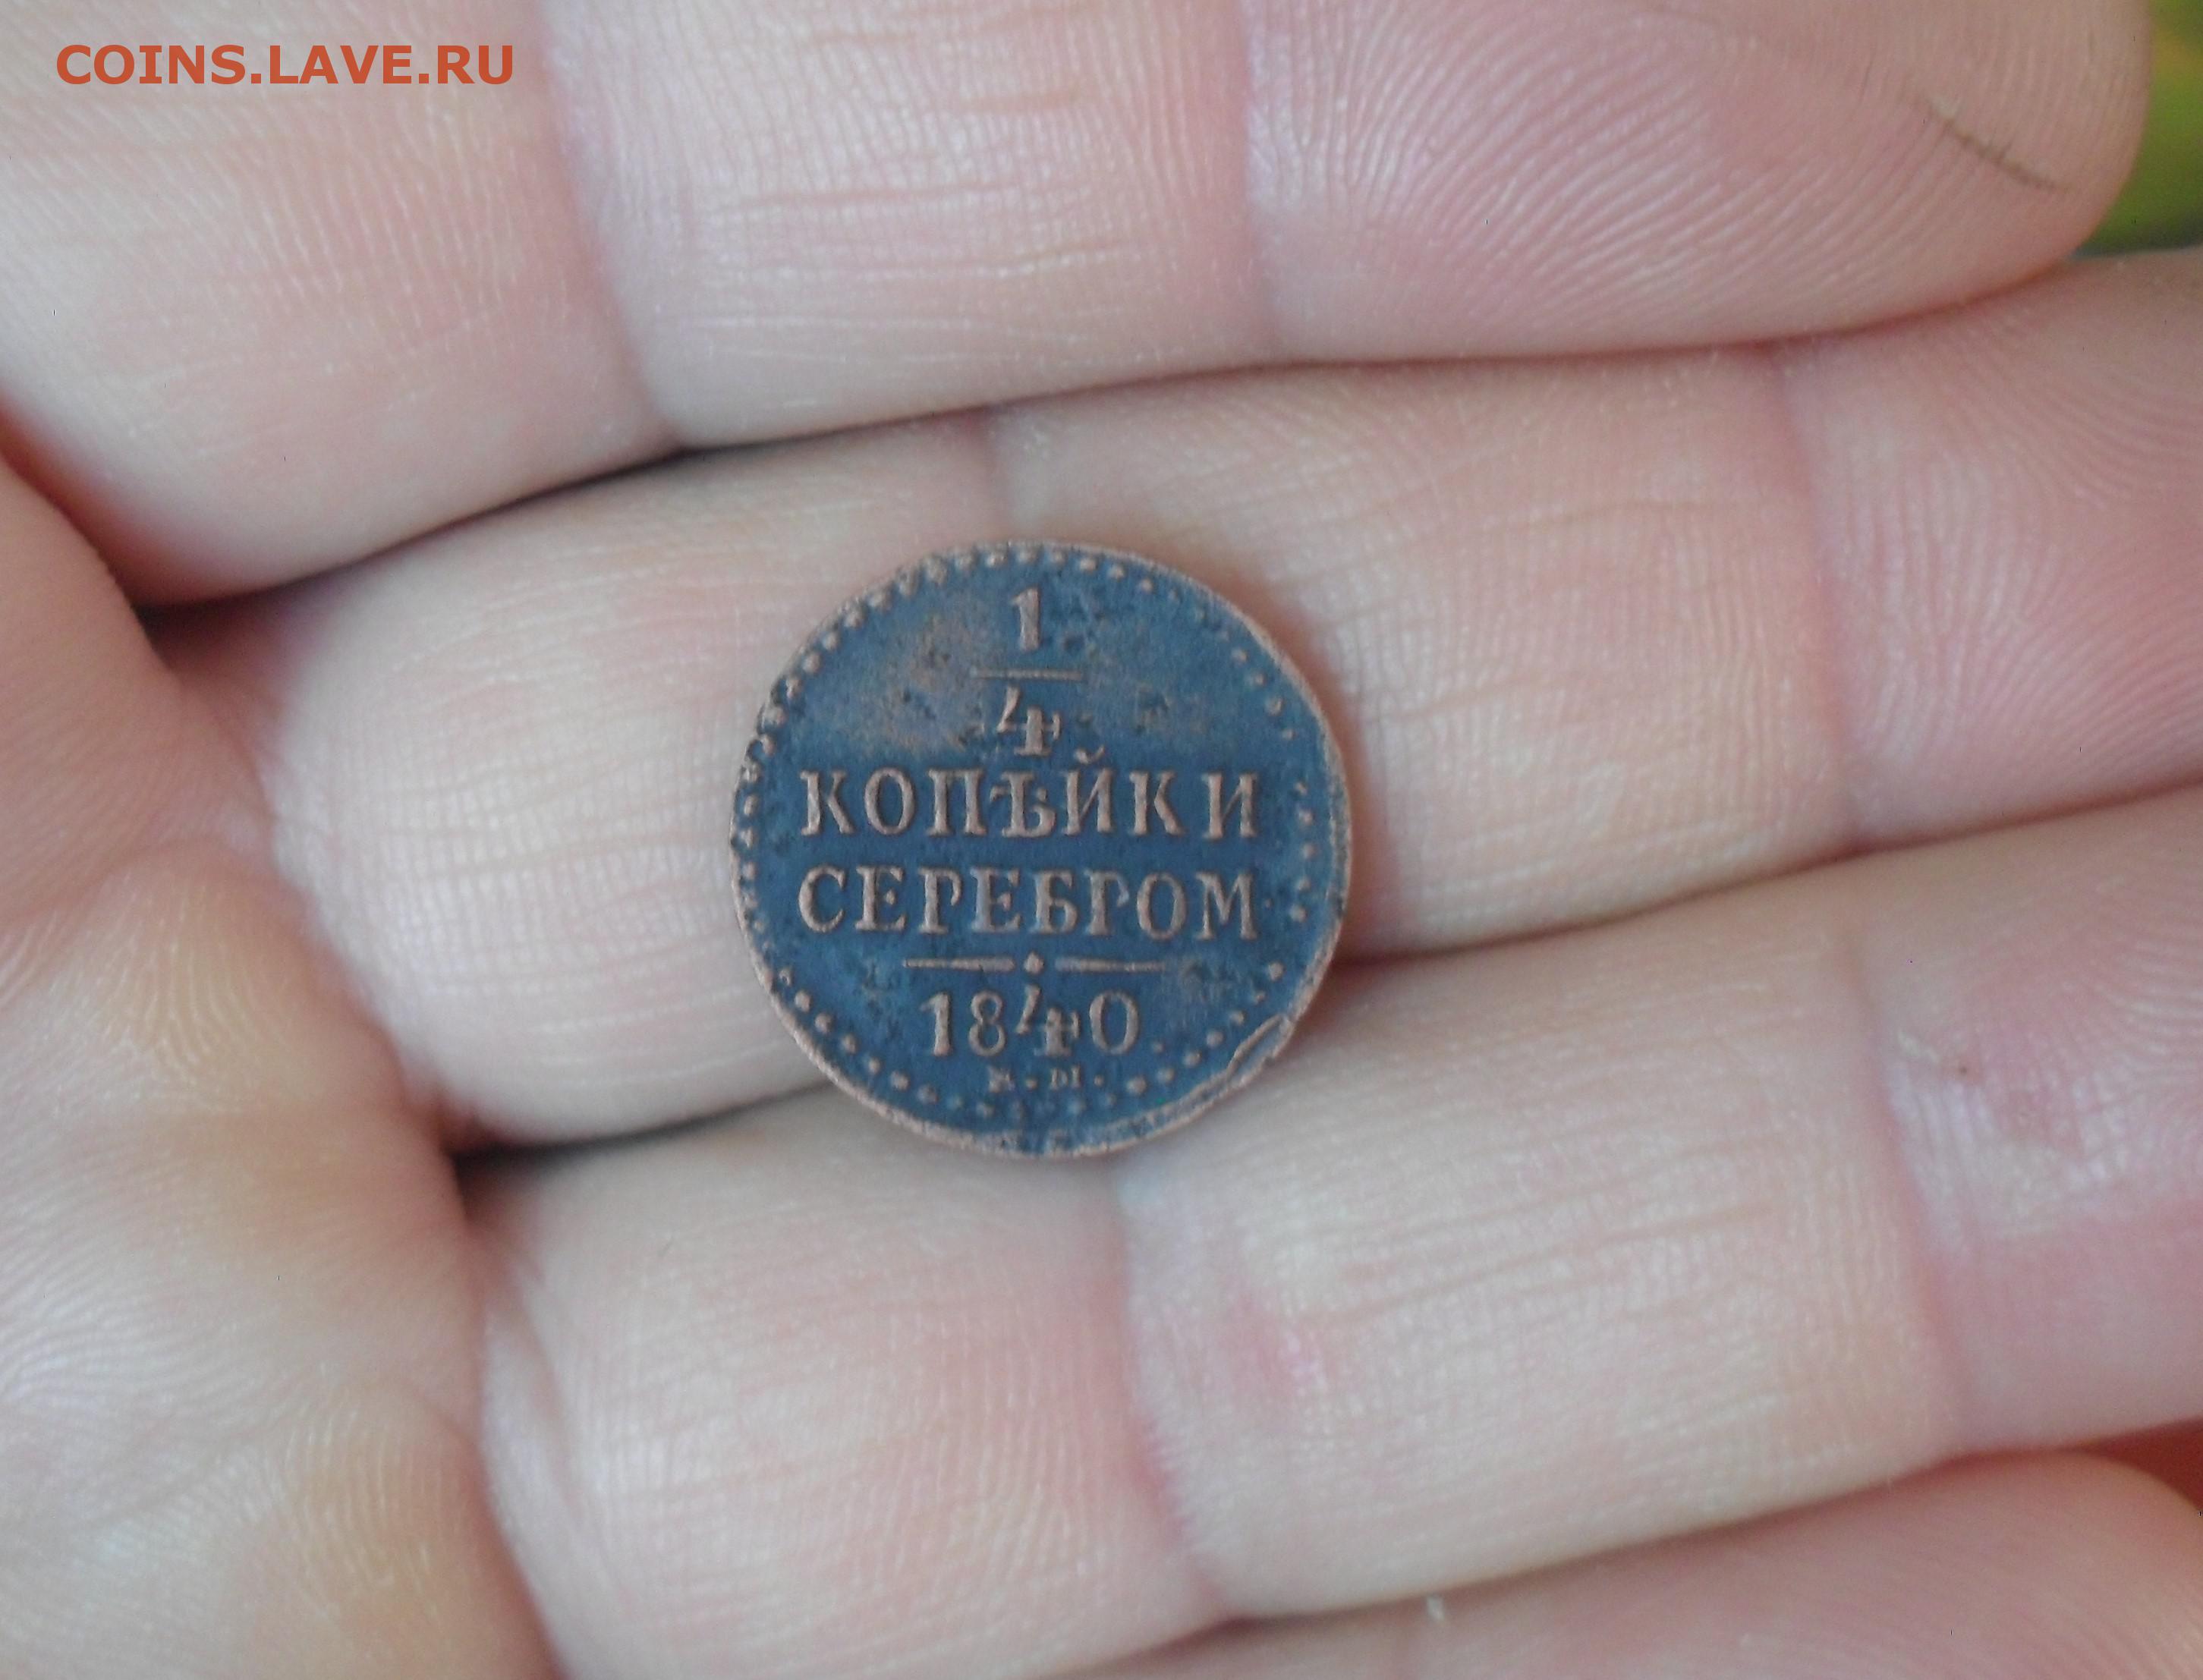 COINS.LAVE.RU
1
4
КОПѢЙКИ
СЕРЕБРОМ
1840